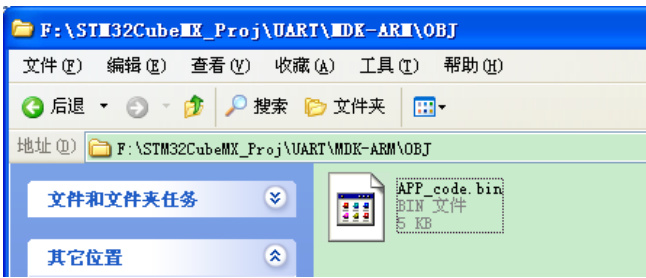 F:\STM32CubeMX_Proj\UART\MDK-ARM\OBJ
文件(F) 编辑(E) 查看(V) 收藏(A) 工具(T) 帮助(H)
后退 搜索 文件夹
地址(D) F:\STM32CubeMX_Proj\UART\MDK-ARM\OBJ
文件和文件夹任务
其它位置
APP_code.bin
BIN 文件
5 KB